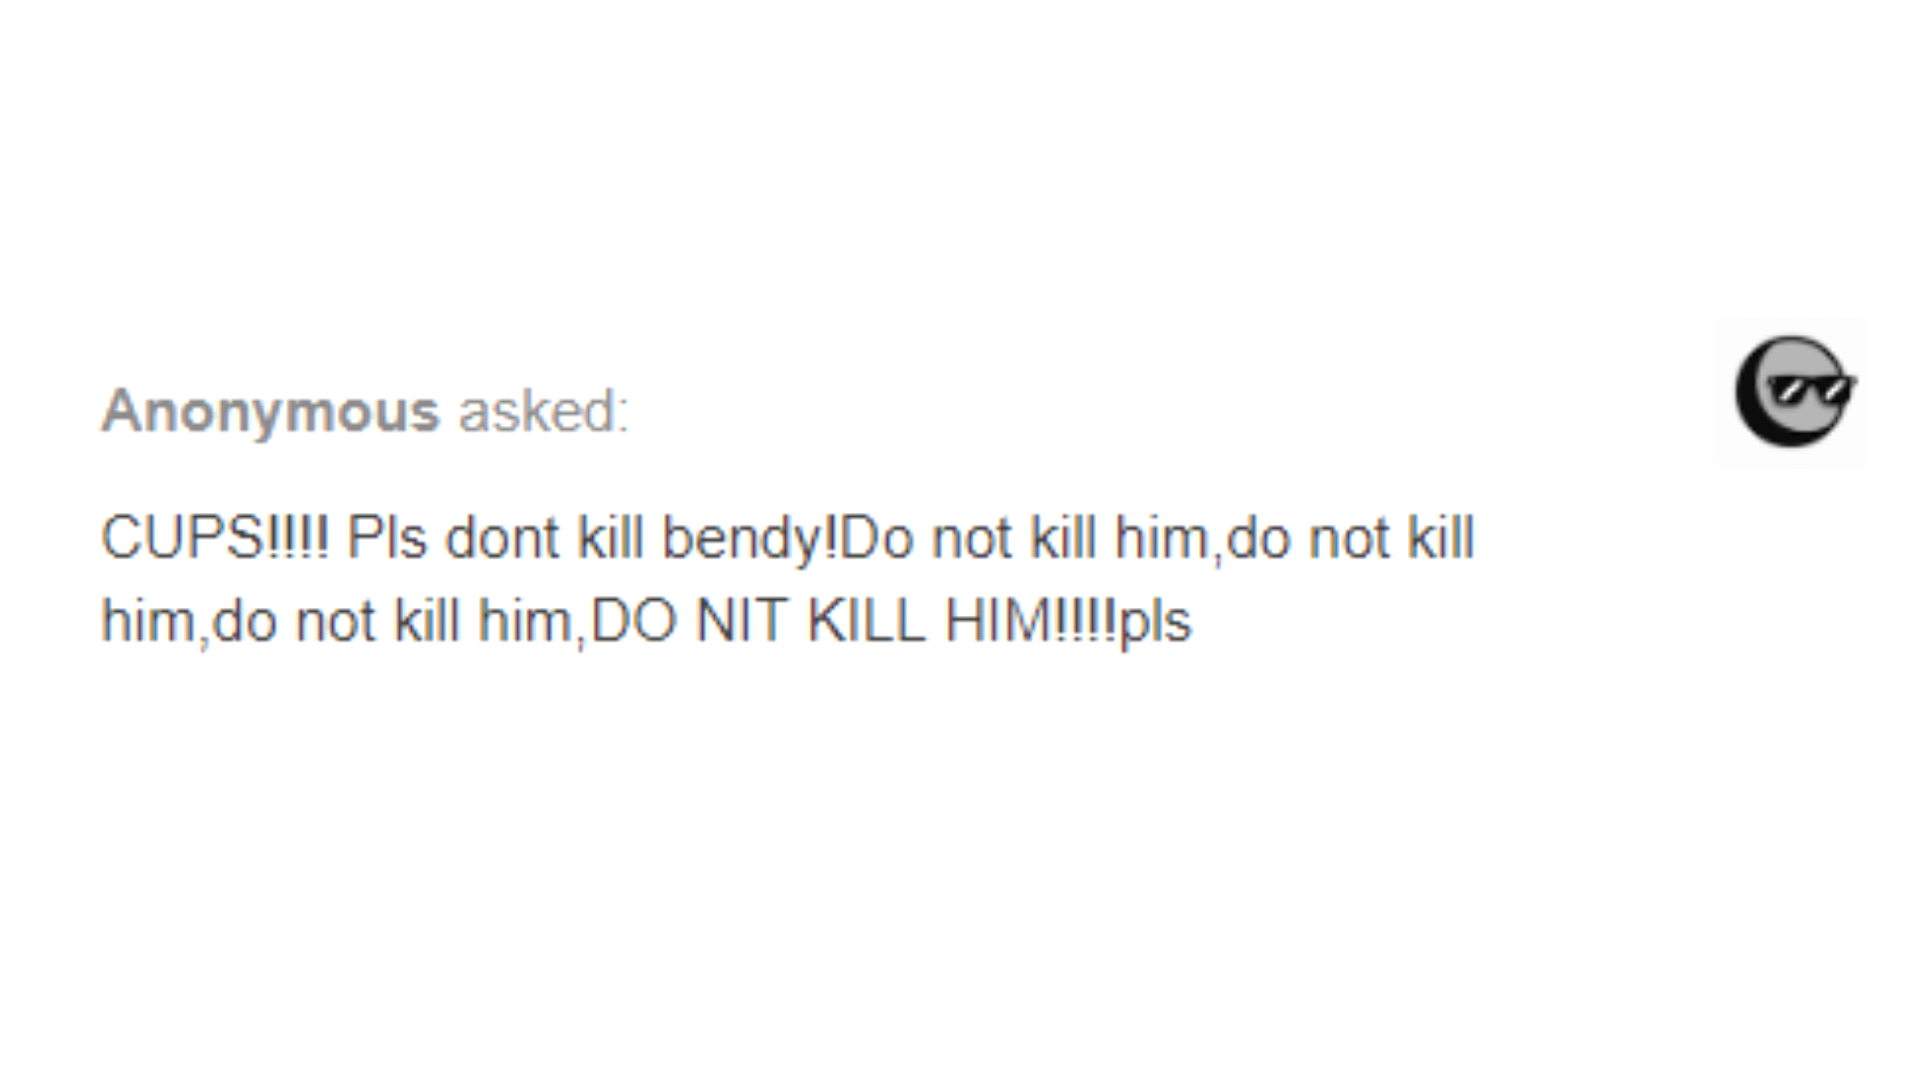 Anonymous asked:
CUPS!!!! Pls dont kill bendy!Do not kill him,do not kill
him,do not kill him,DO NIT KILL HIM!!!!pls